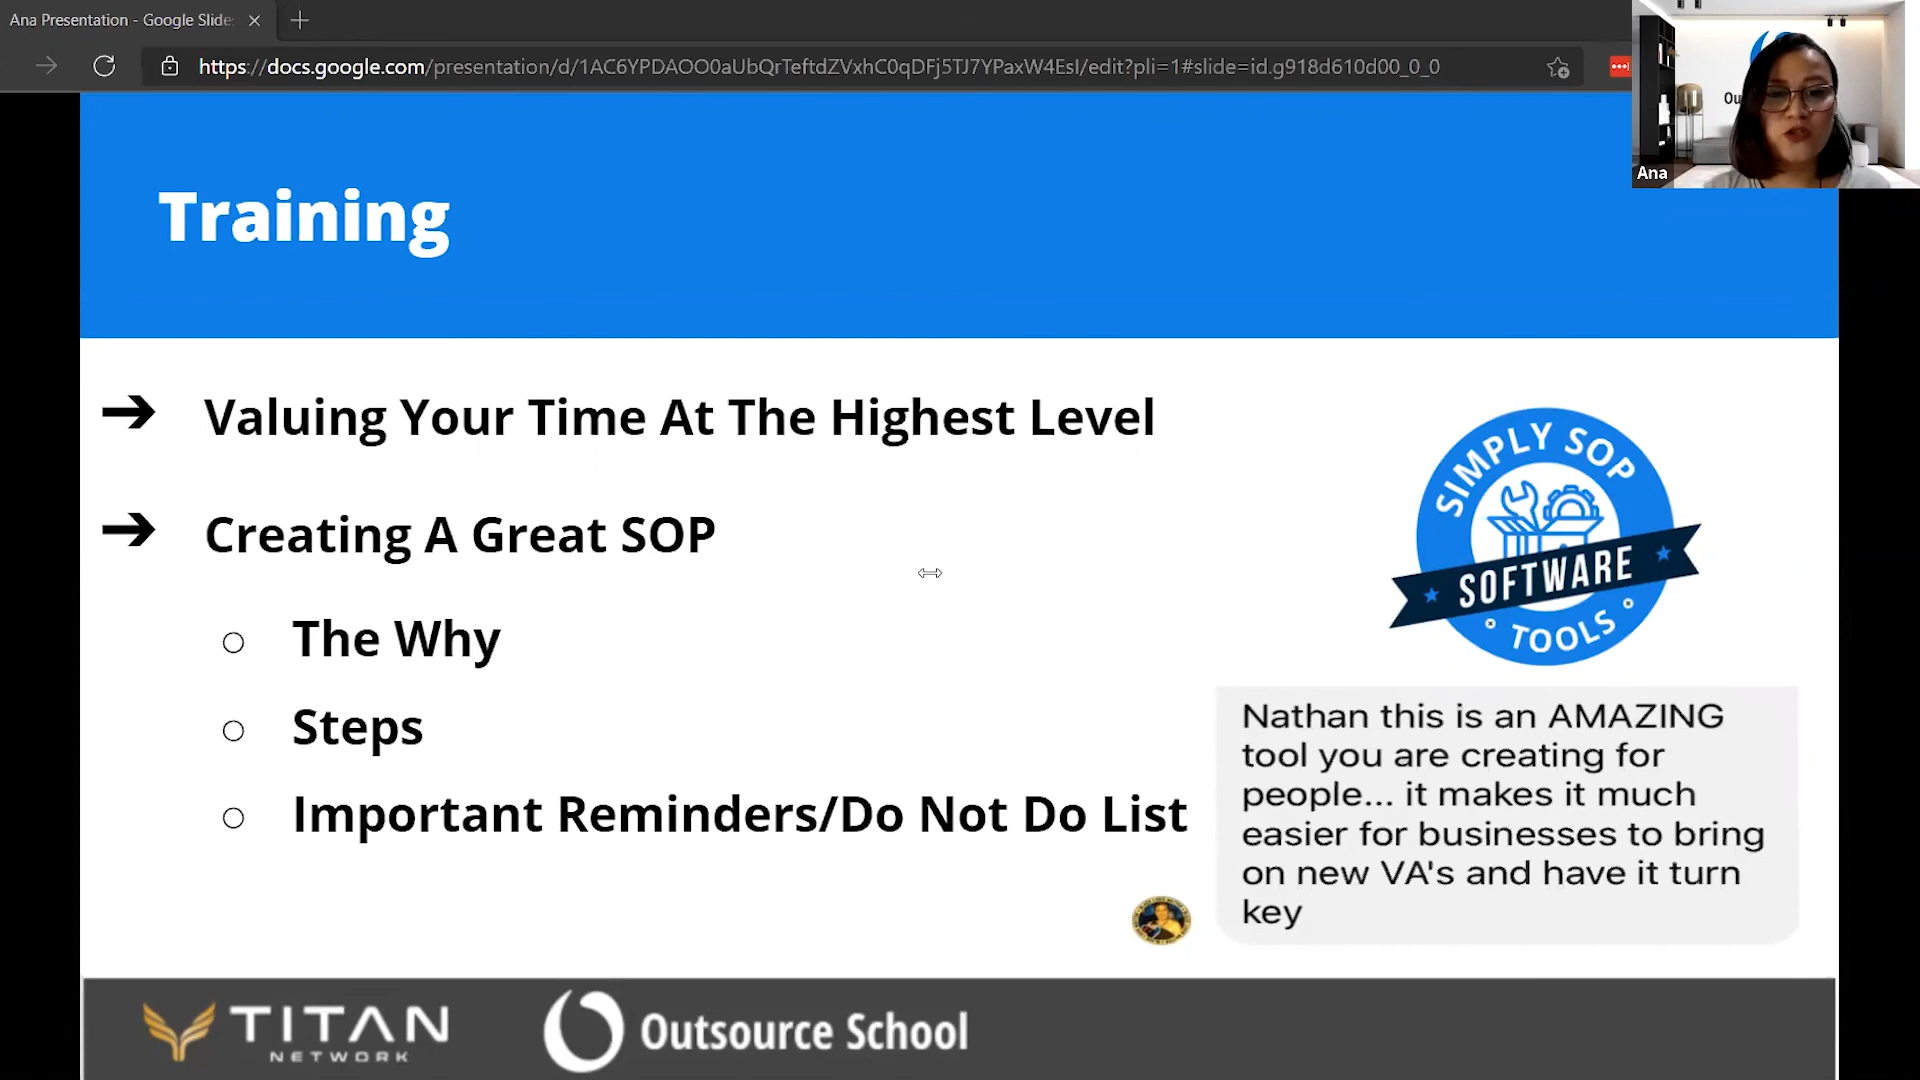 Ana Presentation - Google Slide
https://docs.google.com/presentation/d/1AC6YPDAOO0aUbQrTeftdZVxhC0qDFj5TJ7YPaxW4EsI/edit?pli=1#slide=id.g918d610d00_0_0
Ou
Ana
Training
➔ Valuing Your Time At The Highest Level
➔ Creating A Great SOP
○ The Why
○ Steps
○ Important Reminders/Do Not Do List
SIMPLY SOP
SOFTWARE
TOOLS
Nathan this is an AMAZING
tool you are creating for
people... it makes it much
easier for businesses to bring
on new VA's and have it turn
key
TITAN
NETWORK
Outsource School